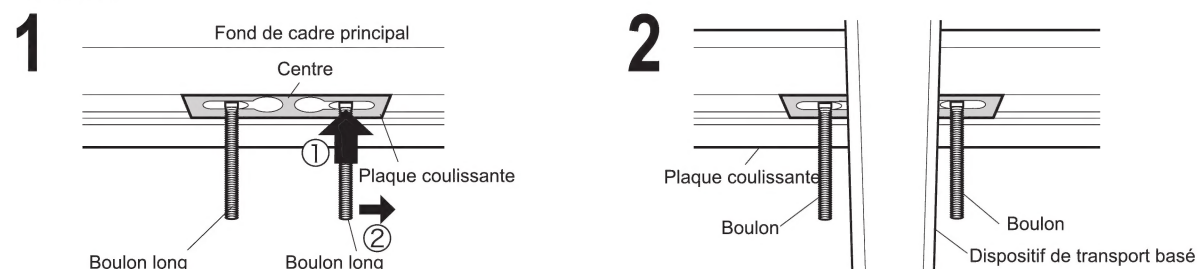 1
Fond de cadre principal
Centre
①
Plaque coulissante
②
Boulon long
Boulon long
2
Plaque coulissante
Boulon
Boulon
Dispositif de transport basé